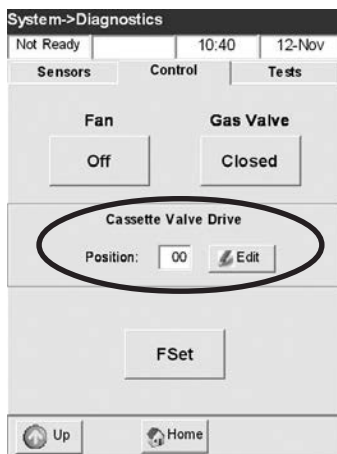 System->Diagnostics
Not Ready 10:40 12-Nov
Sensors Control Tests
Fan Gas Valve
Off Closed
Cassette Valve Drive
Position: 00 Edit
FSet
Up Home